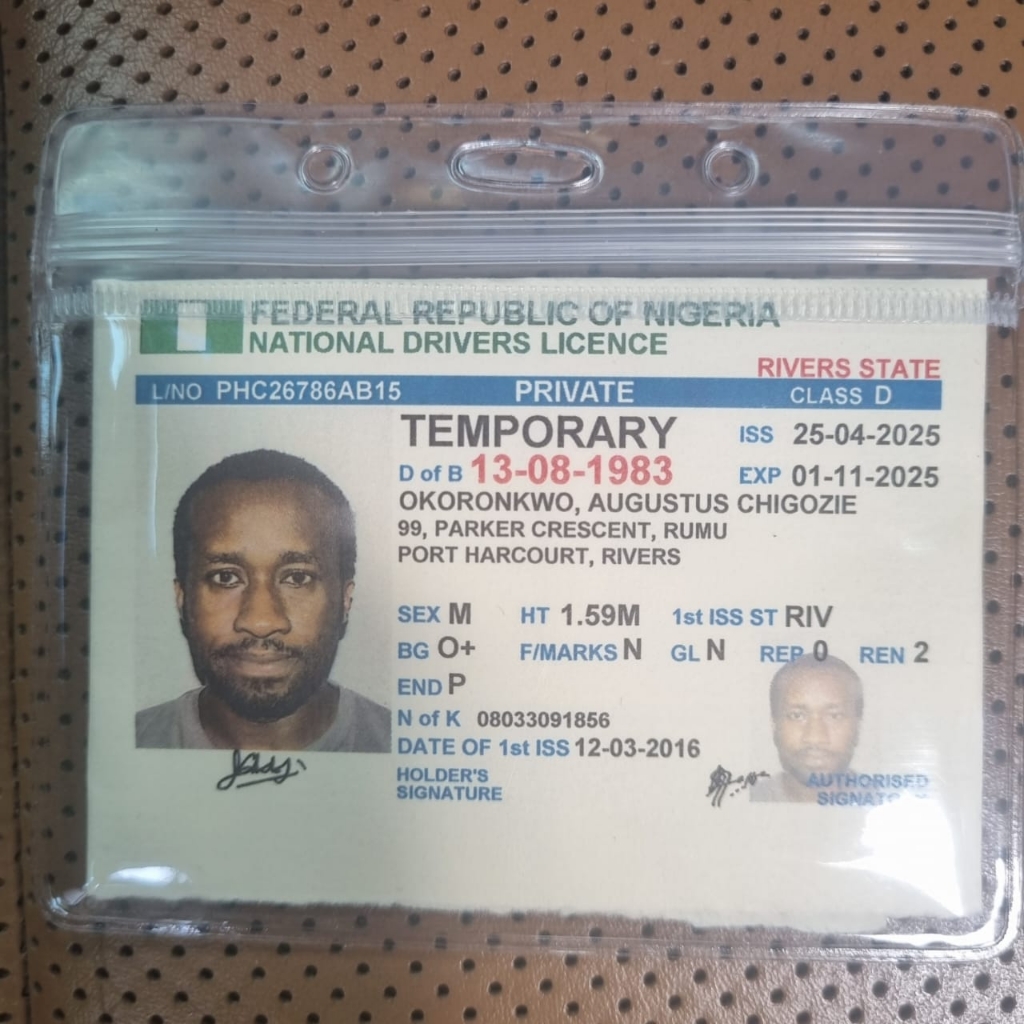 FEDERAL REPUBLIC OF NIGERIA
NATIONAL DRIVERS LICENCE
RIVERS STATE
L/NO PHC26786AB15 PRIVATE CLASS D
TEMPORARY
ISS 25-04-2025
D of B 13-08-1983
EXP 01-11-2025
OKORONKWO, AUGUSTUS CHIGOZIE
99, PARKER CRESCENT, RUMU
PORT HARCOURT, RIVERS
SEX M HT 1.59M 1st ISS ST RIV
BG O+ F/MARKS N GL N REP 0 REN 2
END P
N of K 08033091856
DATE OF 1st ISS 12-03-2016
HOLDER'S
SIGNATURE
AUTHORISED